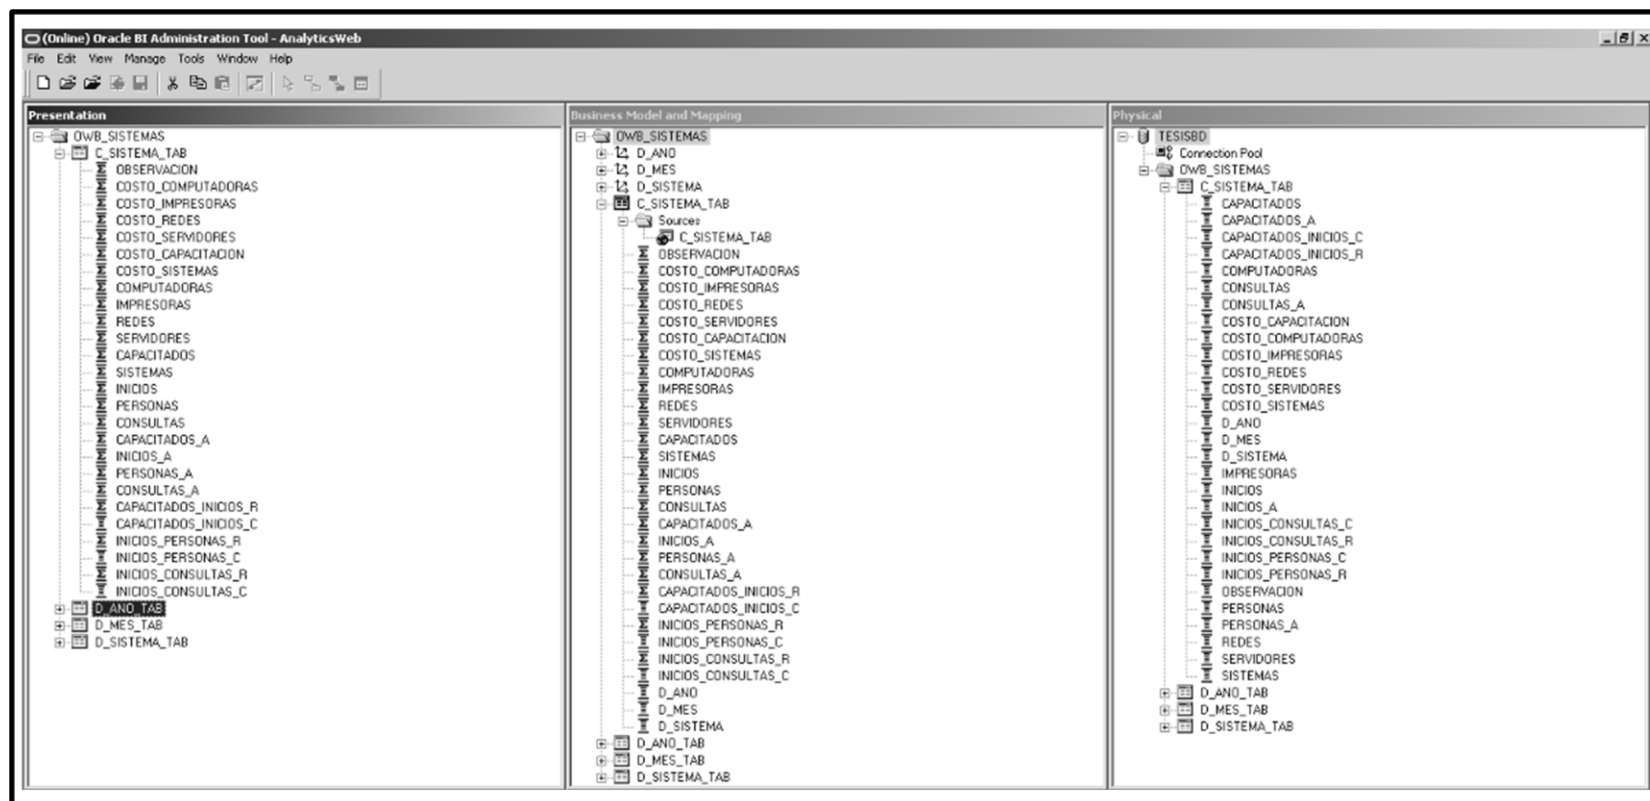 (Online) Oracle BI Administration Tool - AnalyticsWeb
File Edit View Manage Tools Window Help
Presentation
OWB_SISTEMAS
C_SISTEMA_TAB
OBSERVACION
COSTO_COMPUTADORAS
COSTO_IMPRESORAS
COSTO_REDES
COSTO_SERVIDORES
COSTO_CAPACITACION
COSTO_SISTEMAS
COMPUTADORAS
IMPRESORAS
REDES
SERVIDORES
CAPACITADOS
SISTEMAS
INICIOS
PERSONAS
CONSULTAS
CAPACITADOS_A
INICIOS_A
PERSONAS_A
CONSULTAS_A
CAPACITADOS_INICIOS_R
CAPACITADOS_INICIOS_C
INICIOS_PERSONAS_R
INICIOS_PERSONAS_C
INICIOS_CONSULTAS_R
INICIOS_CONSULTAS_C
D_ANO_TAB
D_MES_TAB
D_SISTEMA_TAB
Business Model and Mapping
OWB_SISTEMAS
D_ANO
D_MES
D_SISTEMA
C_SISTEMA_TAB
Sources
C_SISTEMA_TAB
OBSERVACION
COSTO_COMPUTADORAS
COSTO_IMPRESORAS
COSTO_REDES
COSTO_SERVIDORES
COSTO_CAPACITACION
COSTO_SISTEMAS
COMPUTADORAS
IMPRESORAS
REDES
SERVIDORES
CAPACITADOS
SISTEMAS
INICIOS
PERSONAS
CONSULTAS
CAPACITADOS_A
INICIOS_A
PERSONAS_A
CONSULTAS_A
CAPACITADOS_INICIOS_R
CAPACITADOS_INICIOS_C
INICIOS_PERSONAS_R
INICIOS_PERSONAS_C
INICIOS_CONSULTAS_R
INICIOS_CONSULTAS_C
D_ANO
D_MES
D_SISTEMA
D_ANO_TAB
D_MES_TAB
D_SISTEMA_TAB
Physical
TESISBD
Connection Pool
OWB_SISTEMAS
C_SISTEMA_TAB
CAPACITADOS
CAPACITADOS_A
CAPACITADOS_INICIOS_C
CAPACITADOS_INICIOS_R
COMPUTADORAS
CONSULTAS
CONSULTAS_A
COSTO_CAPACITACION
COSTO_COMPUTADORAS
COSTO_IMPRESORAS
COSTO_REDES
COSTO_SERVIDORES
COSTO_SISTEMAS
D_ANO
D_MES
D_SISTEMA
IMPRESORAS
INICIOS
INICIOS_A
INICIOS_CONSULTAS_C
INICIOS_CONSULTAS_R
INICIOS_PERSONAS_C
INICIOS_PERSONAS_R
OBSERVACION
PERSONAS
PERSONAS_A
REDES
SERVIDORES
SISTEMAS
D_ANO_TAB
D_MES_TAB
D_SISTEMA_TAB